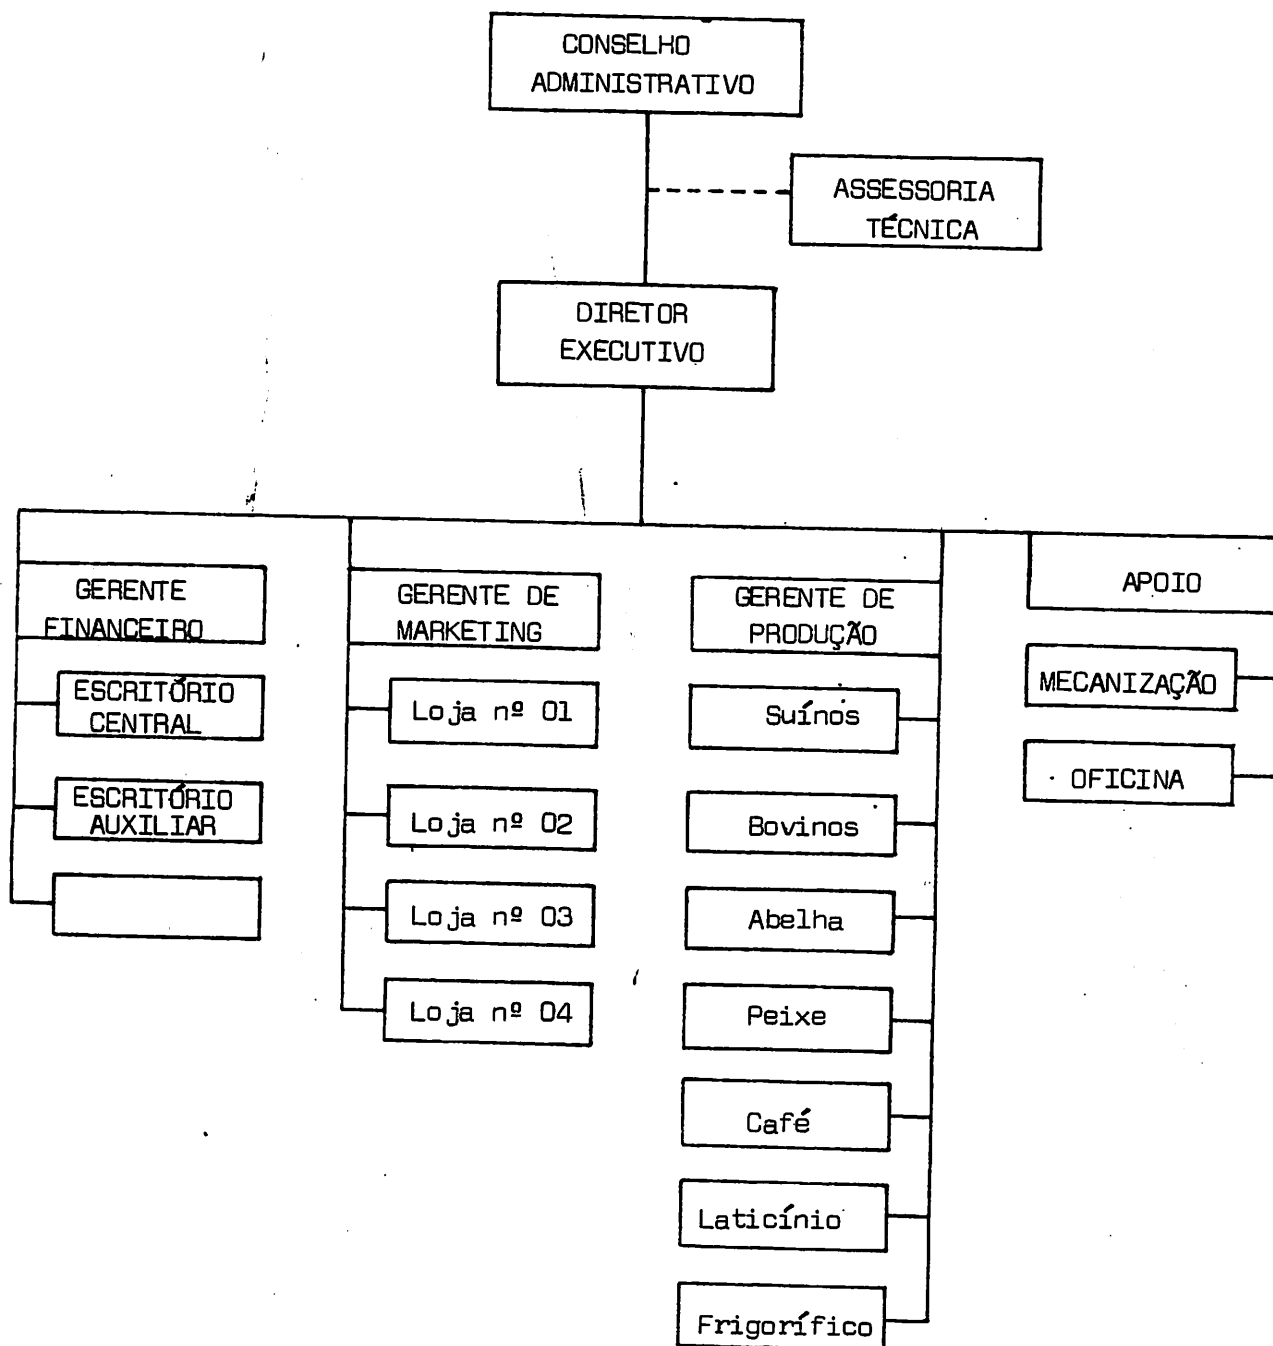 CONSELHO
ADMINISTRATIVO
ASSESSORIA
TÉCNICA
DIRETOR
EXECUTIVO
GERENTE
FINANCEIRO
ESCRITÓRIO
CENTRAL
ESCRITÓRIO
AUXILIAR
GERENTE DE
MARKETING
Loja nº 01
Loja nº 02
Loja nº 03
Loja nº 04
GERENTE DE
PRODUÇÃO
Suínos
Bovinos
Abelha
Peixe
Café
Laticínio
Frigorífico
APOIO
MECANIZAÇÃO
OFICINA